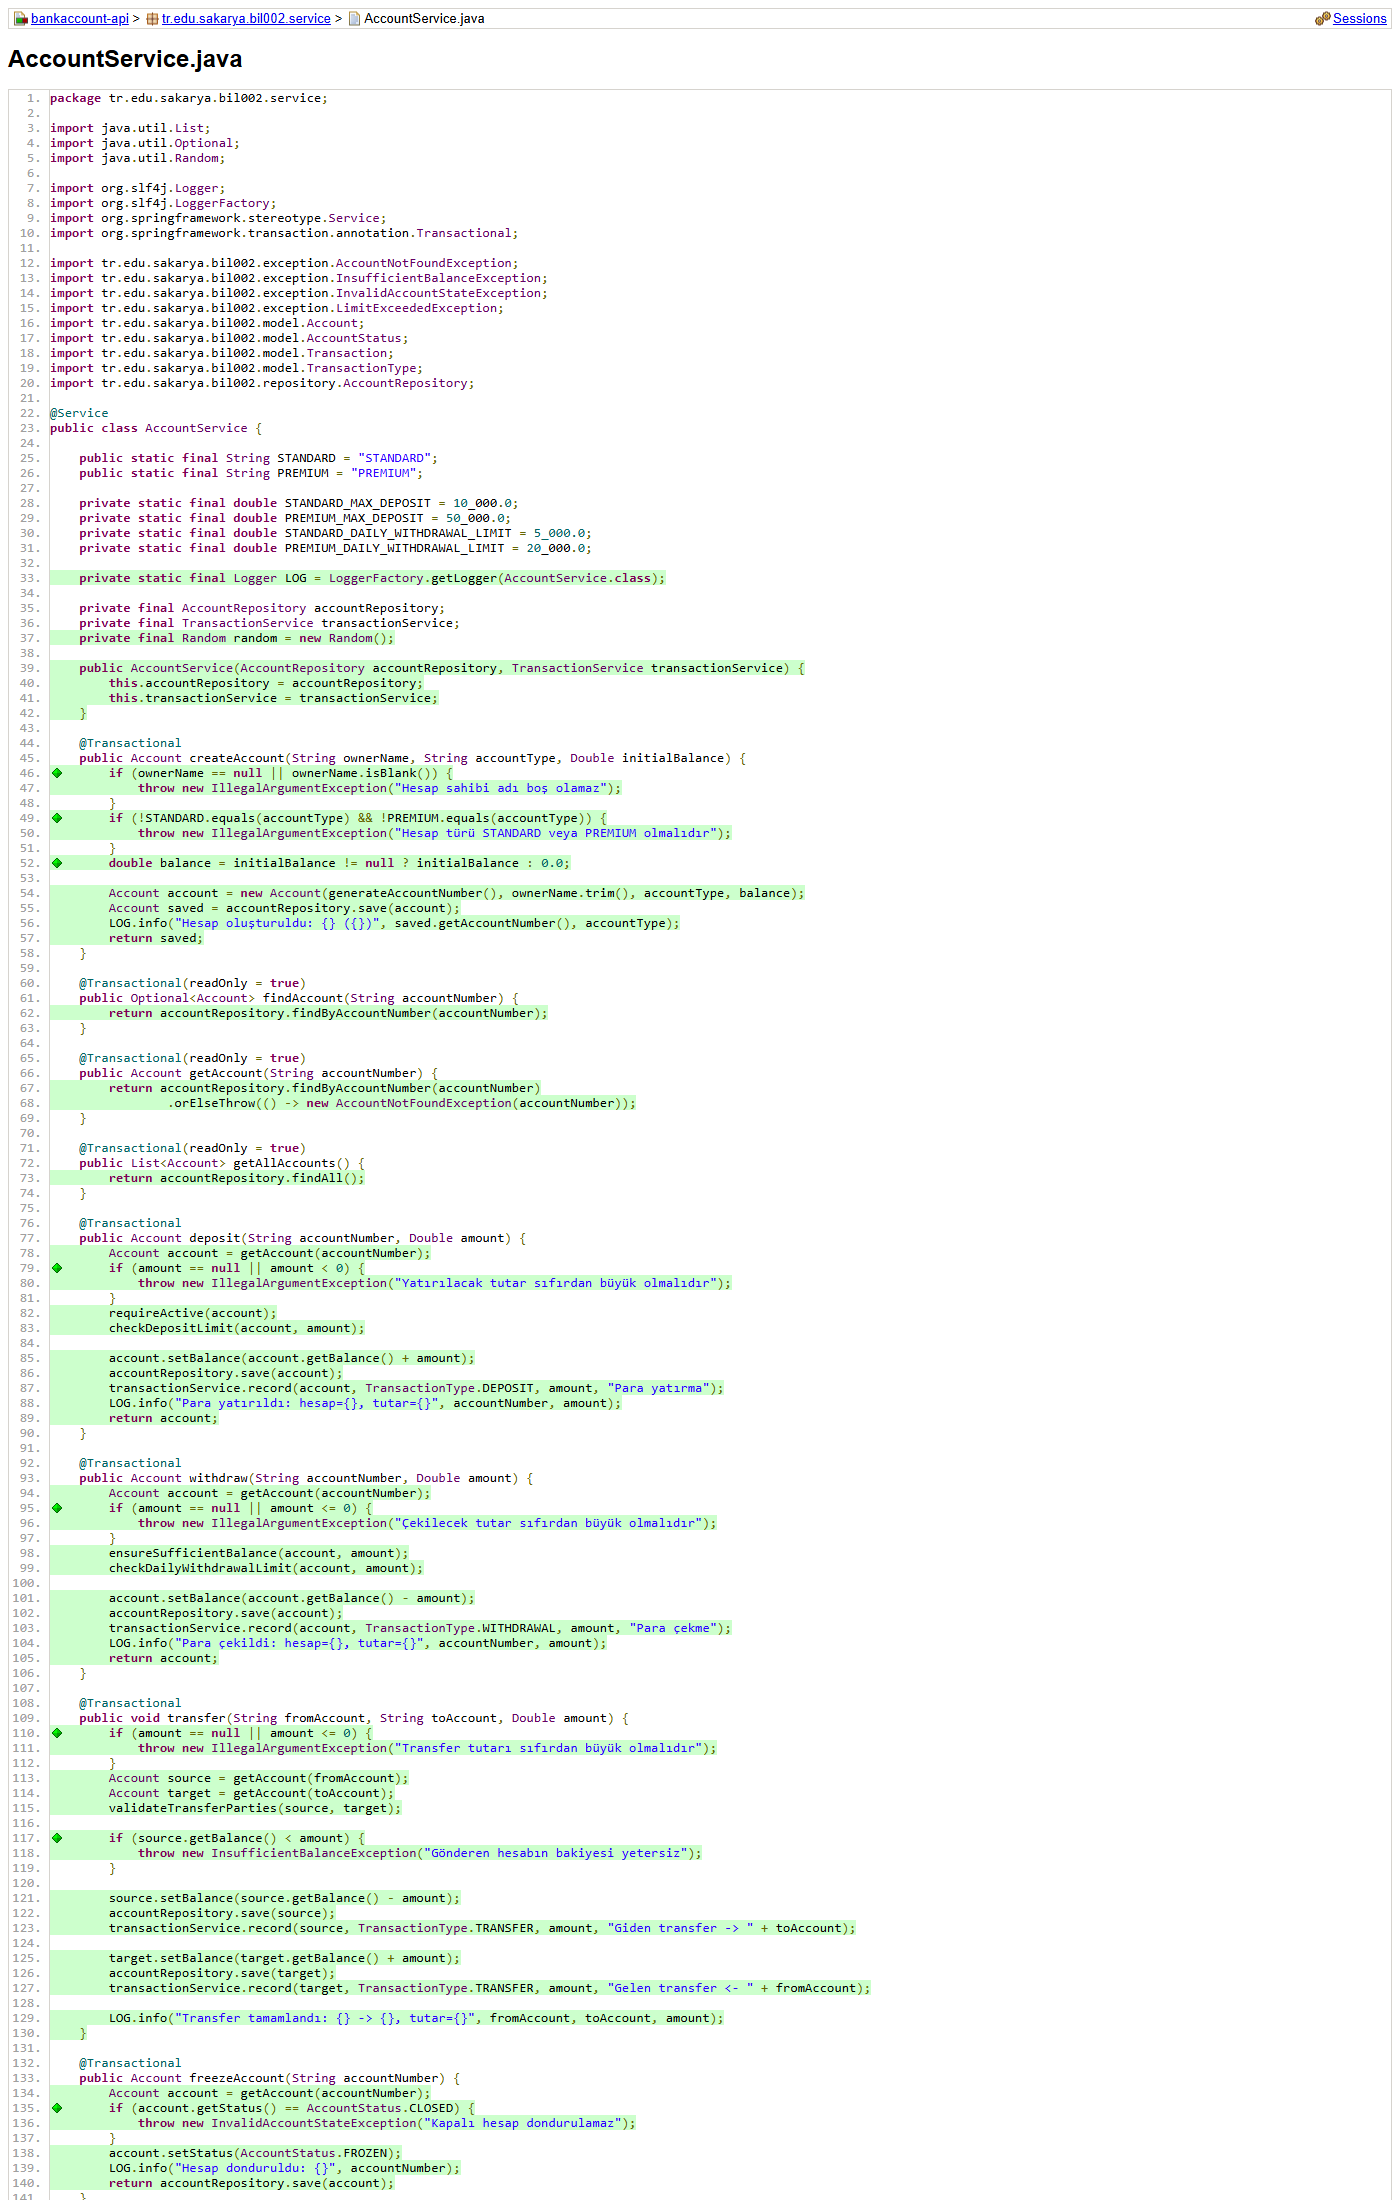 bankaccount-api > tr.edu.sakarya.bil002.service > AccountService.java Sessions
AccountService.java
1. package tr.edu.sakarya.bil002.service;
2.
3. import java.util.List;
4. import java.util.Optional;
5. import java.util.Random;
6.
7. import org.slf4j.Logger;
8. import org.slf4j.LoggerFactory;
9. import org.springframework.stereotype.Service;
10. import org.springframework.transaction.annotation.Transactional;
11.
12. import tr.edu.sakarya.bil002.exception.AccountNotFoundException;
13. import tr.edu.sakarya.bil002.exception.InsufficientBalanceException;
14. import tr.edu.sakarya.bil002.exception.InvalidAccountStateException;
15. import tr.edu.sakarya.bil002.exception.LimitExceededException;
16. import tr.edu.sakarya.bil002.model.Account;
17. import tr.edu.sakarya.bil002.model.AccountStatus;
18. import tr.edu.sakarya.bil002.model.Transaction;
19. import tr.edu.sakarya.bil002.model.TransactionType;
20. import tr.edu.sakarya.bil002.repository.AccountRepository;
21.
22. @Service
23. public class AccountService {
24.
25.     public static final String STANDARD = "STANDARD";
26.     public static final String PREMIUM = "PREMIUM";
27.
28.     private static final double STANDARD_MAX_DEPOSIT = 10_000.0;
29.     private static final double PREMIUM_MAX_DEPOSIT = 50_000.0;
30.     private static final double STANDARD_DAILY_WITHDRAWAL_LIMIT = 5_000.0;
31.     private static final double PREMIUM_DAILY_WITHDRAWAL_LIMIT = 20_000.0;
32.
33.     private static final Logger LOG = LoggerFactory.getLogger(AccountService.class);
34.
35.     private final AccountRepository accountRepository;
36.     private final TransactionService transactionService;
37.     private final Random random = new Random();
38.
39.     public AccountService(AccountRepository accountRepository, TransactionService transactionService) {
40.         this.accountRepository = accountRepository;
41.         this.transactionService = transactionService;
42.     }
43.
44.     @Transactional
45.     public Account createAccount(String ownerName, String accountType, Double initialBalance) {
46.         if (ownerName == null || ownerName.isBlank()) {
47.             throw new IllegalArgumentException("Hesap sahibi adı boş olamaz");
48.         }
49.         if (!STANDARD.equals(accountType) && !PREMIUM.equals(accountType)) {
50.             throw new IllegalArgumentException("Hesap türü STANDARD veya PREMIUM olmalıdır");
51.         }
52.         double balance = initialBalance != null ? initialBalance : 0.0;
53.
54.         Account account = new Account(generateAccountNumber(), ownerName.trim(), accountType, balance);
55.         Account saved = accountRepository.save(account);
56.         LOG.info("Hesap oluşturuldu: {} ({})", saved.getAccountNumber(), accountType);
57.         return saved;
58.     }
59.
60.     @Transactional(readOnly = true)
61.     public Optional<Account> findAccount(String accountNumber) {
62.         return accountRepository.findByAccountNumber(accountNumber);
63.     }
64.
65.     @Transactional(readOnly = true)
66.     public Account getAccount(String accountNumber) {
67.         return accountRepository.findByAccountNumber(accountNumber)
68.                 .orElseThrow(() -> new AccountNotFoundException(accountNumber));
69.     }
70.
71.     @Transactional(readOnly = true)
72.     public List<Account> getAllAccounts() {
73.         return accountRepository.findAll();
74.     }
75.
76.     @Transactional
77.     public Account deposit(String accountNumber, Double amount) {
78.         Account account = getAccount(accountNumber);
79.         if (amount == null || amount < 0) {
80.             throw new IllegalArgumentException("Yatırılacak tutar sıfırdan büyük olmalıdır");
81.         }
82.         requireActive(account);
83.         checkDepositLimit(account, amount);
84.
85.         account.setBalance(account.getBalance() + amount);
86.         accountRepository.save(account);
87.         transactionService.record(account, TransactionType.DEPOSIT, amount, "Para yatırma");
88.         LOG.info("Para yatırıldı: hesap={}, tutar={}", accountNumber, amount);
89.         return account;
90.     }
91.
92.     @Transactional
93.     public Account withdraw(String accountNumber, Double amount) {
94.         Account account = getAccount(accountNumber);
95.         if (amount == null || amount <= 0) {
96.             throw new IllegalArgumentException("Çekilecek tutar sıfırdan büyük olmalıdır");
97.         }
98.         ensureSufficientBalance(account, amount);
99.         checkDailyWithdrawalLimit(account, amount);
100.
101.         account.setBalance(account.getBalance() - amount);
102.         accountRepository.save(account);
103.         transactionService.record(account, TransactionType.WITHDRAWAL, amount, "Para çekme");
104.         LOG.info("Para çekildi: hesap={}, tutar={}", accountNumber, amount);
105.         return account;
106.     }
107.
108.     @Transactional
109.     public void transfer(String fromAccount, String toAccount, Double amount) {
110.         if (amount == null || amount <= 0) {
111.             throw new IllegalArgumentException("Transfer tutarı sıfırdan büyük olmalıdır");
112.         }
113.         Account source = getAccount(fromAccount);
114.         Account target = getAccount(toAccount);
115.         validateTransferParties(source, target);
116.
117.         if (source.getBalance() < amount) {
118.             throw new InsufficientBalanceException("Gönderen hesabın bakiyesi yetersiz");
119.         }
120.
121.         source.setBalance(source.getBalance() - amount);
122.         accountRepository.save(source);
123.         transactionService.record(source, TransactionType.TRANSFER, amount, "Giden transfer -> " + toAccount);
124.
125.         target.setBalance(target.getBalance() + amount);
126.         accountRepository.save(target);
127.         transactionService.record(target, TransactionType.TRANSFER, amount, "Gelen transfer <- " + fromAccount);
128.
129.         LOG.info("Transfer tamamlandı: {} -> {}, tutar={}", fromAccount, toAccount, amount);
130.     }
131.
132.     @Transactional
133.     public Account freezeAccount(String accountNumber) {
134.         Account account = getAccount(accountNumber);
135.         if (account.getStatus() == AccountStatus.CLOSED) {
136.             throw new InvalidAccountStateException("Kapalı hesap dondurulamaz");
137.         }
138.         account.setStatus(AccountStatus.FROZEN);
139.         LOG.info("Hesap donduruldu: {}", accountNumber);
140.         return accountRepository.save(account);
141.     }